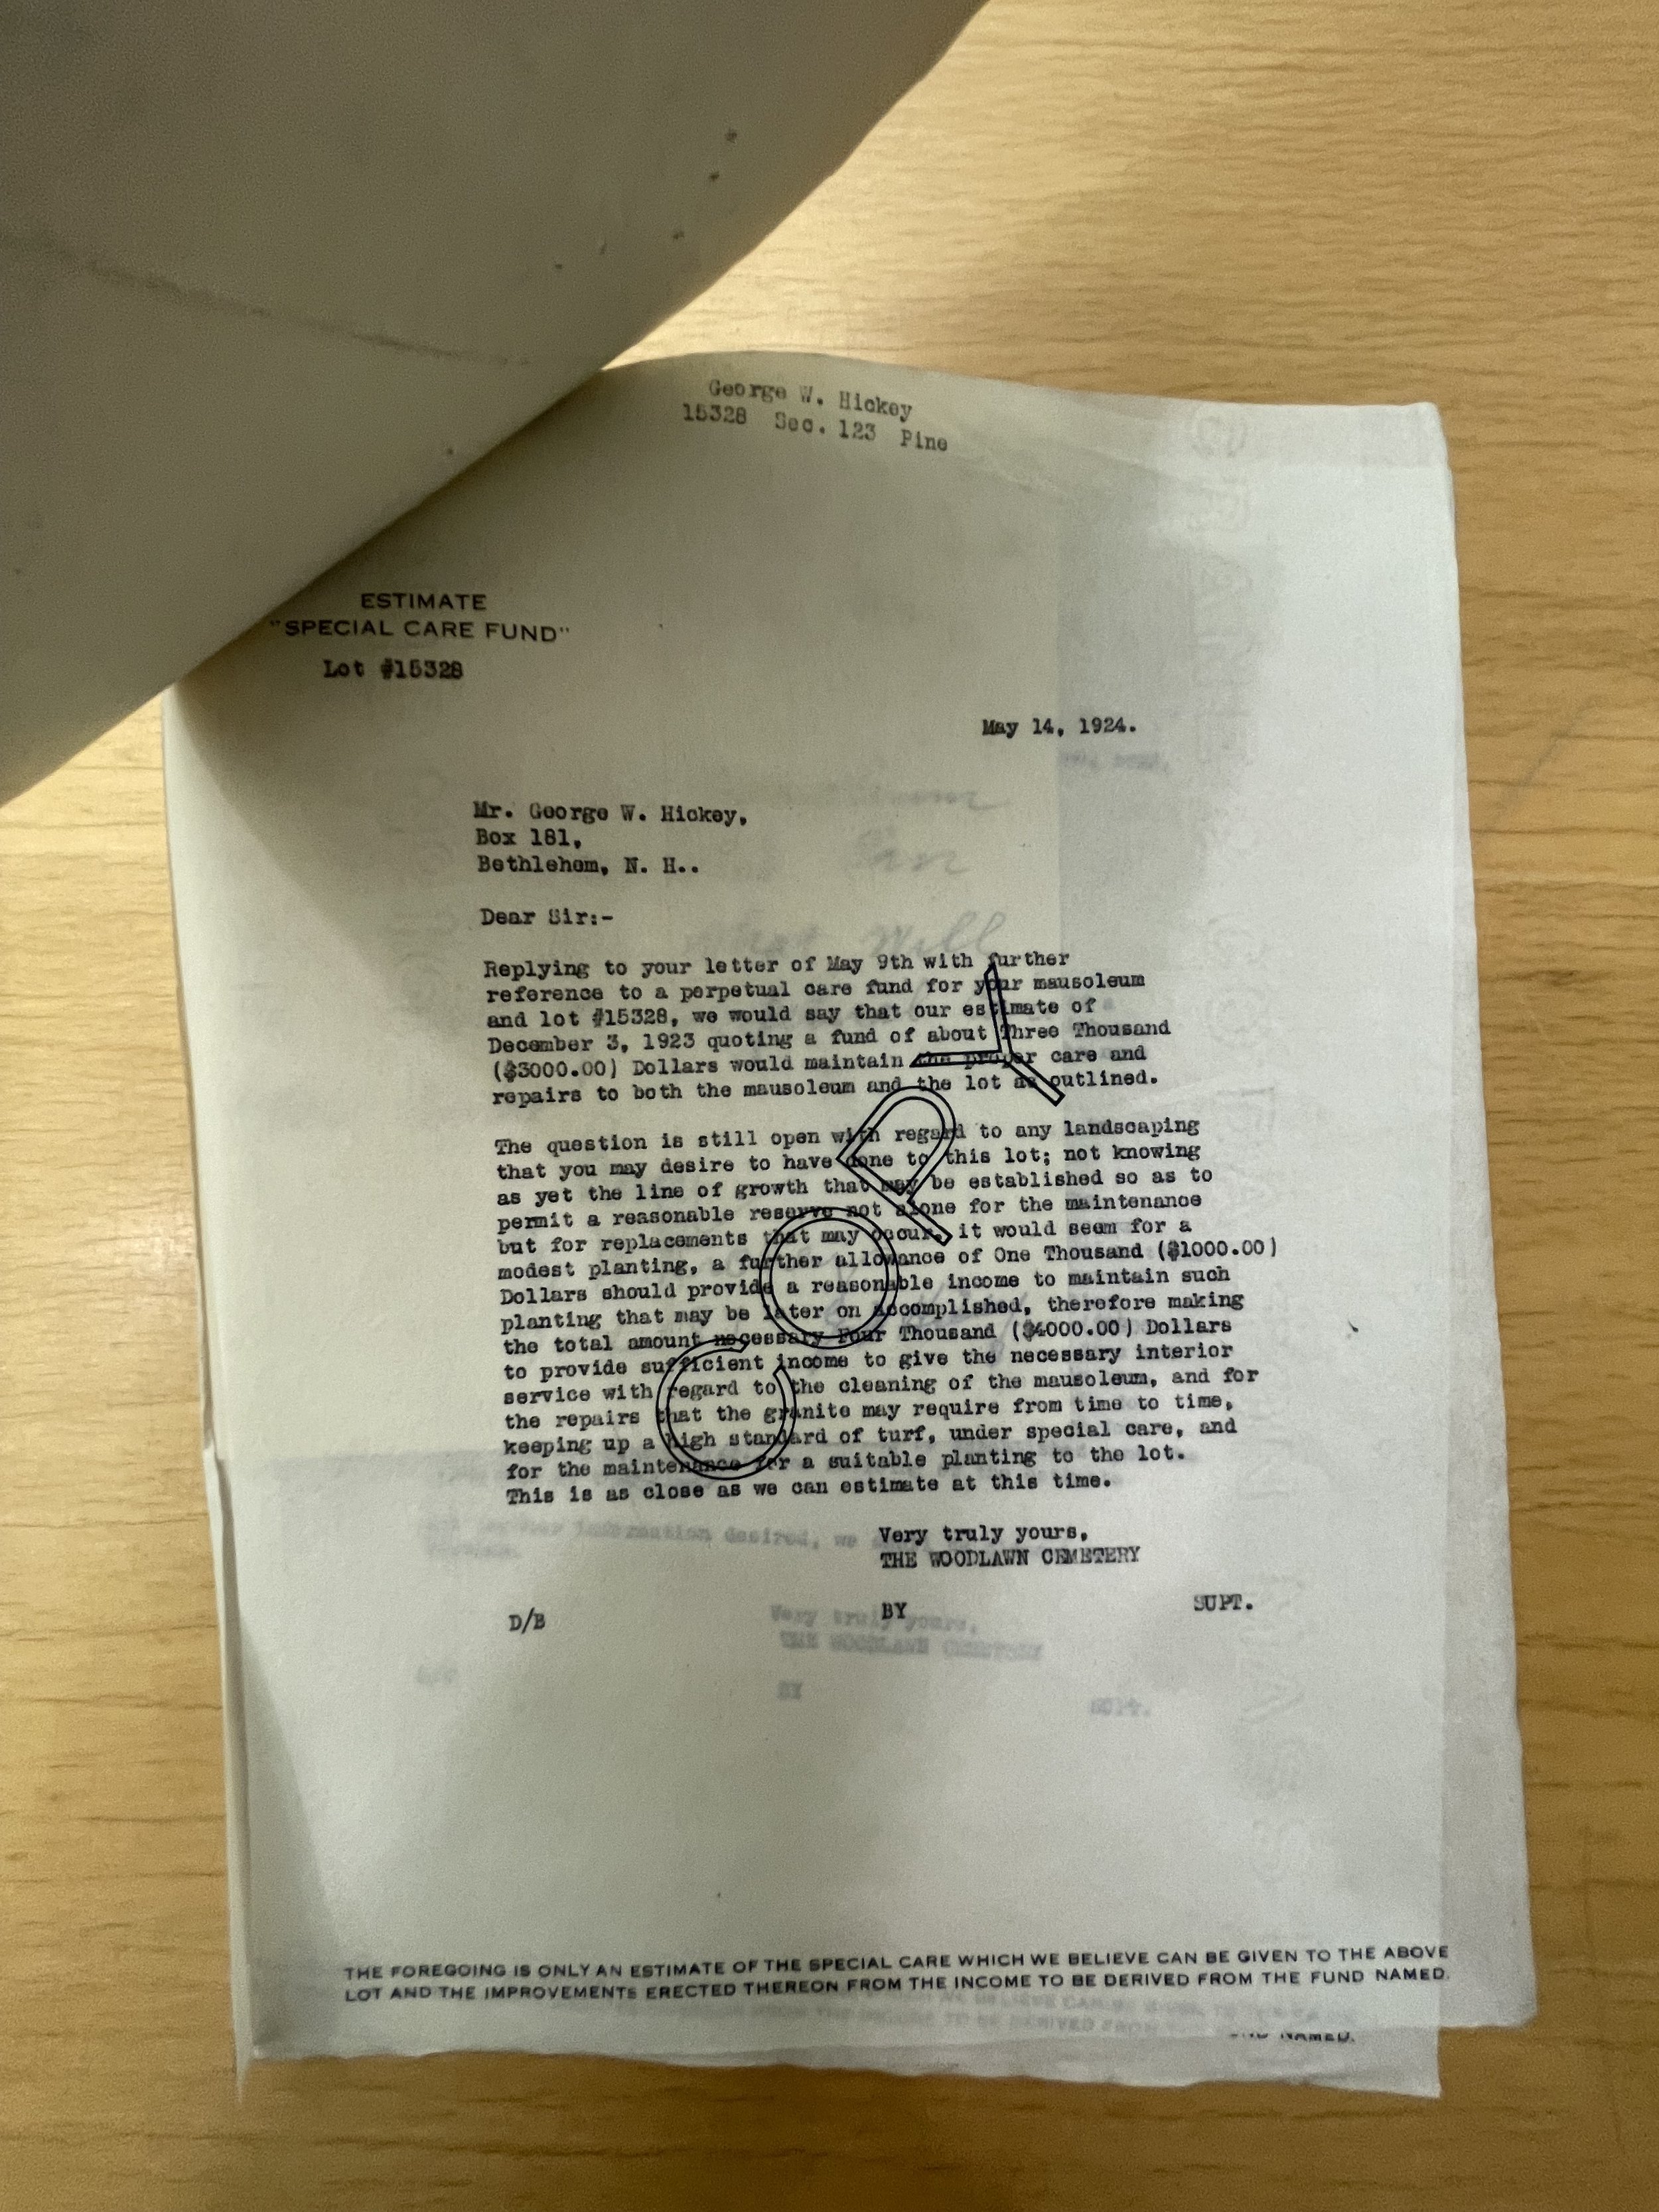 George W. Hickey
15328 Sec. 123 Pine
ESTIMATE
"SPECIAL CARE FUND"
Lot #15328
May 14, 1924.
Mr. George W. Hickey,
Box 181,
Bethlehem, N. H..
Dear Sir:-
Replying to your letter of May 9th with further
reference to a perpetual care fund for your mausoleum
and lot #15328, we would say that our estimate of
December 3, 1923 quoting a fund of about Three Thousand
($3000.00) Dollars would maintain the proper care and
repairs to both the mausoleum and the lot as outlined.
The question is still open with regard to any landscaping
that you may desire to have done to this lot; not knowing
as yet the line of growth that may be established so as to
permit a reasonable reserve not alone for the maintenance
but for replacements that may occur, it would seem for a
modest planting, a further allowance of One Thousand ($1000.00)
Dollars should provide a reasonable income to maintain such
planting that may be later on accomplished, therefore making
the total amount necessary Four Thousand ($4000.00) Dollars
to provide sufficient income to give the necessary interior
service with regard to the cleaning of the mausoleum, and for
the repairs that the granite may require from time to time,
keeping up a high standard of turf, under special care, and
for the maintenance for a suitable planting to the lot.
This is as close as we can estimate at this time.
COPY
information desired, we
Very truly yours,
THE WOODLAWN CEMETERY
BY SUPT.
D/B
Very truly yours,
THE WOODLAWN CEMETERY
BY
SUPT.
THE FOREGOING IS ONLY AN ESTIMATE OF THE SPECIAL CARE WHICH WE BELIEVE CAN BE GIVEN TO THE ABOVE
LOT AND THE IMPROVEMENTS ERECTED THEREON FROM THE INCOME TO BE DERIVED FROM THE FUND NAMED.
NAMED.